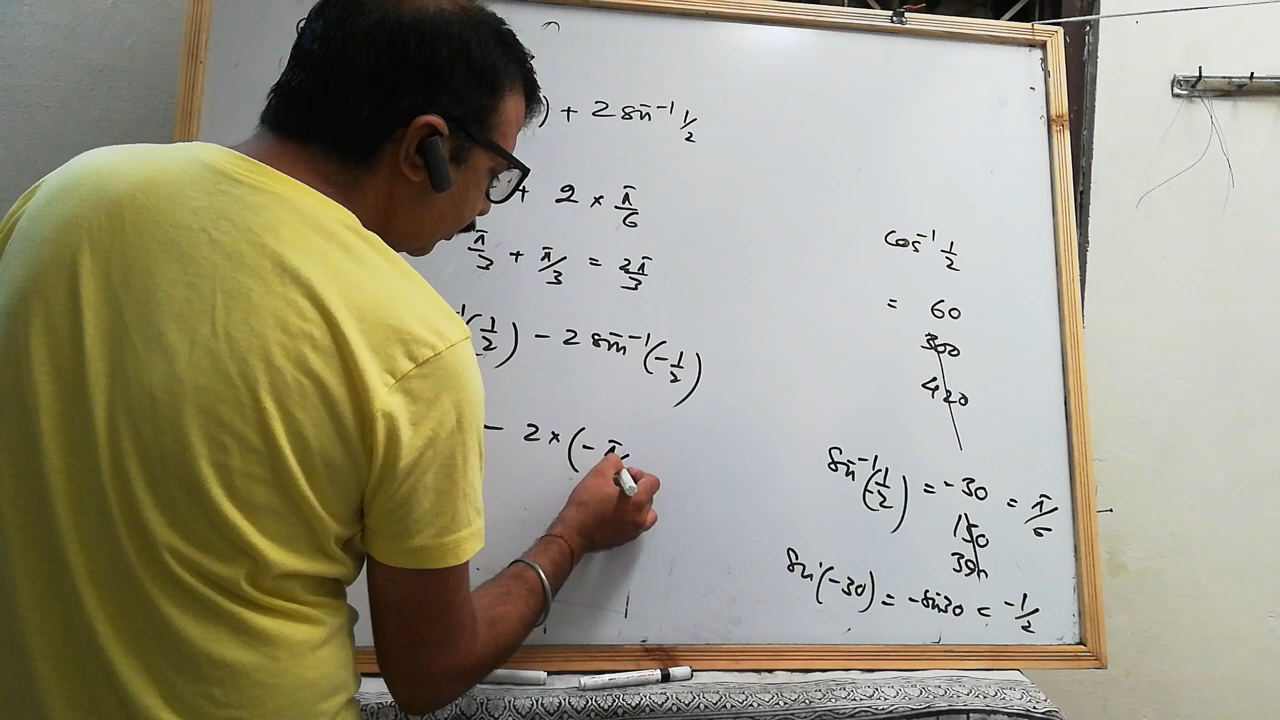 ) + 2 sin⁻¹ 1/2
+ 2 × π/6
π/3 + π/3 = 2π/3
⁻¹(1/2) - 2 sin⁻¹(-1/2)
- 2 × (-π/
cos⁻¹ 1/2
= 60
300
420
sin⁻¹(1/-2) = -30 = π/6
150
390
sin(-30) = -sin30 = -1/2